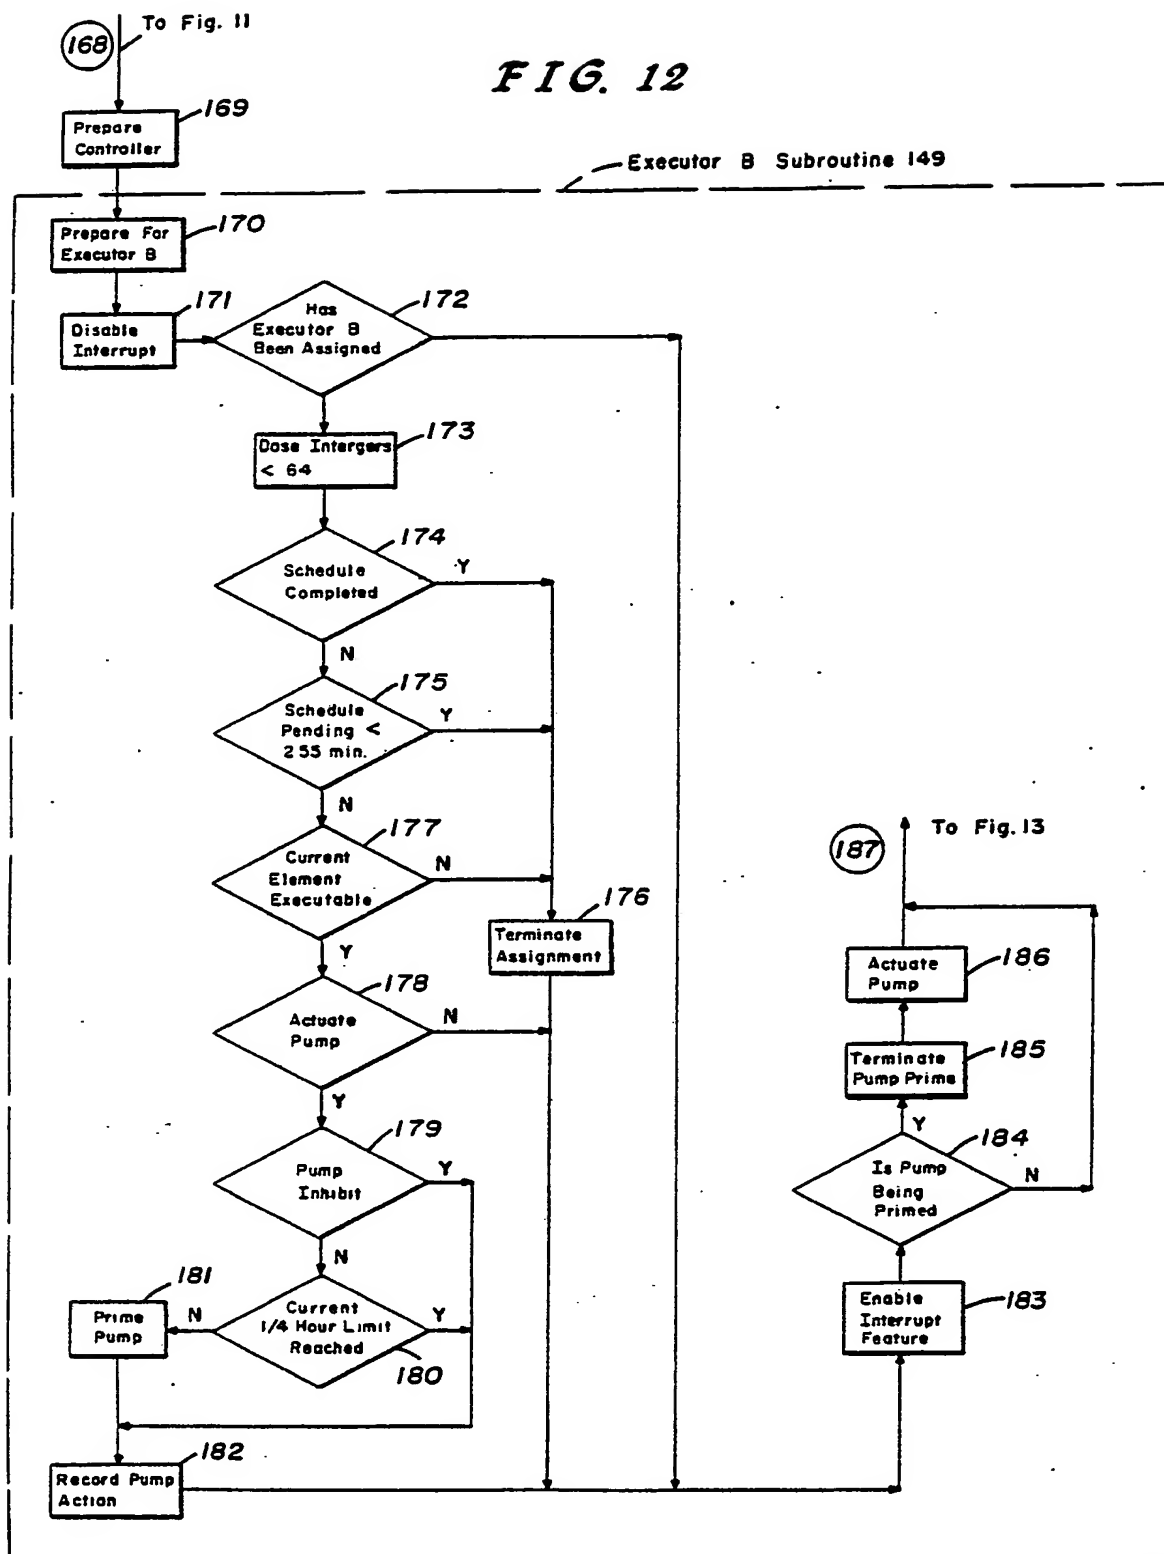 To Fig. 11
168
FIG. 12
169
Prepare
Controller
Executor B Subroutine 149
170
Prepare For
Executor B
171
Disable
Interrupt
172
Has
Executor B
Been Assigned
173
Dose Intergers
< 64
174
Schedule
Completed
Y
N
175
Schedule
Pending <
255 min.
Y
N
177
Current
Element
Executable
N
Y
176
Terminate
Assignment
178
Actuate
Pump
N
Y
179
Pump
Inhibit
Y
N
181
Prime
Pump
N
Current
1/4 Hour Limit
Reached
Y
180
182
Record Pump
Action
To Fig. 13
187
186
Actuate
Pump
185
Terminate
Pump Prime
Y
184
Is Pump
Being
Primed
N
183
Enable
Interrupt
Feature